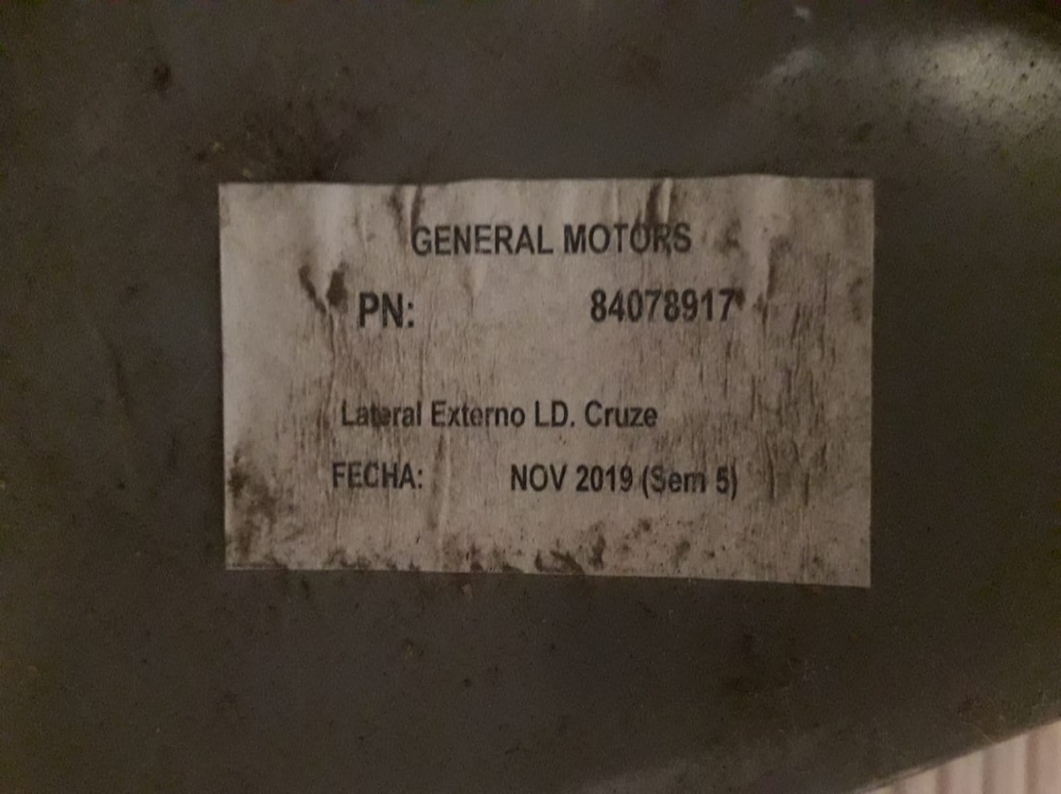 GENERAL MOTORS
PN: 84078917
Lateral Externo LD. Cruze
FECHA: NOV 2019 (Sem 5)